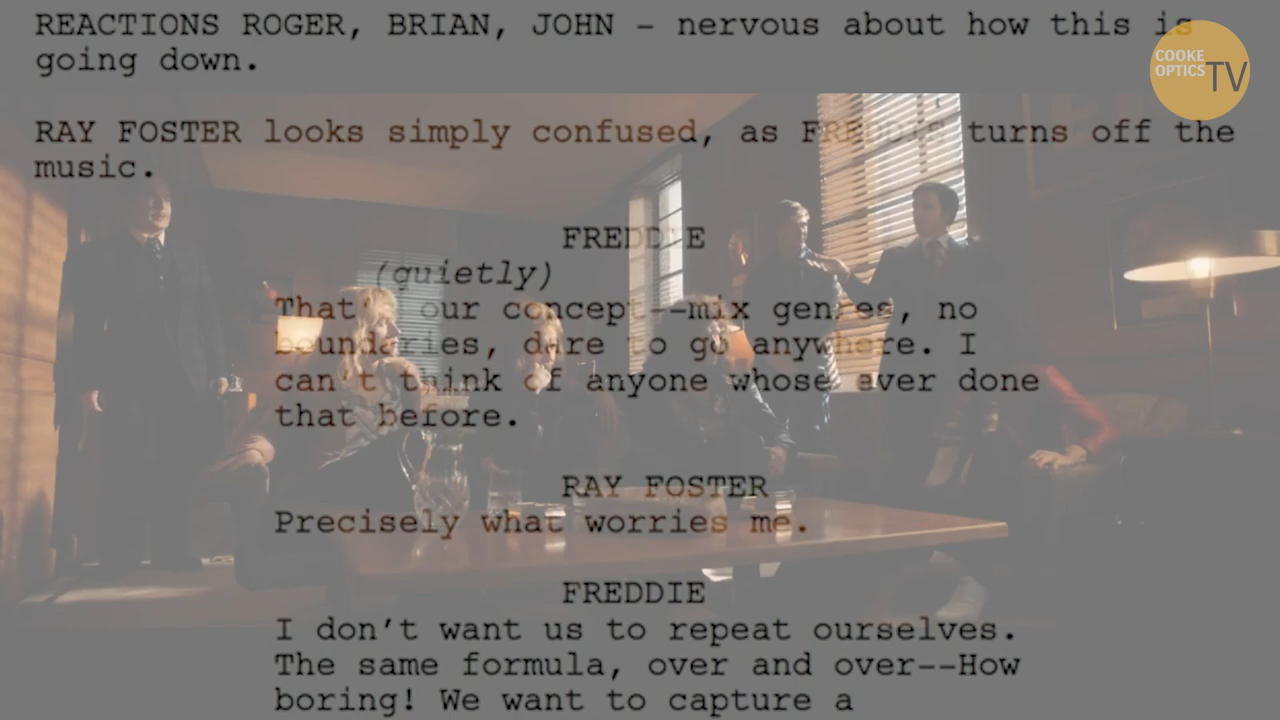 REACTIONS ROGER, BRIAN, JOHN – nervous about how this is
going down.
COOKE
OPTICS TV
RAY FOSTER looks simply confused, as FREDDIE turns off the
music.
FREDDIE
(quietly)
That's our concept--mix genres, no
boundaries, dare to go anywhere. I
can't think of anyone whose aver done
that before.
RAY FOSTER
Precisely what worries me.
FREDDIE
I don't want us to repeat ourselves.
The same formula, over and over--How
boring! We want to capture a